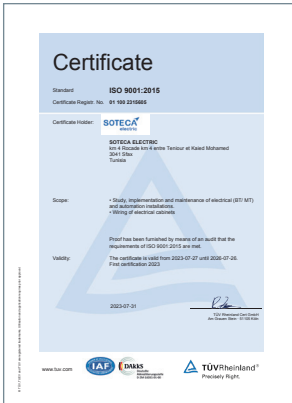 Certificate
Standard ISO 9001:2015
Certificate Registr. No. 01 100 2315605
Certificate Holder:
SOTECA
electric
SOTECA ELECTRIC
km 4 Rocade km 4 entre Teniour et Kaied Mohamed
3041 Sfax
Tunisia
Scope: • Study, implementation and maintenance of electrical (BT/ MT)
and automation installations.
• Wiring of electrical cabinets
Proof has been furnished by means of an audit that the
requirements of ISO 9001:2015 are met.
Validity: The certificate is valid from 2023-07-27 until 2026-07-26.
First certification 2023
2023-07-31
TÜV Rheinland Cert GmbH
Am Grauen Stein · 51105 Köln
www.tuv.com
IAF
DAkkS
TÜVRheinland®
Precisely Right.